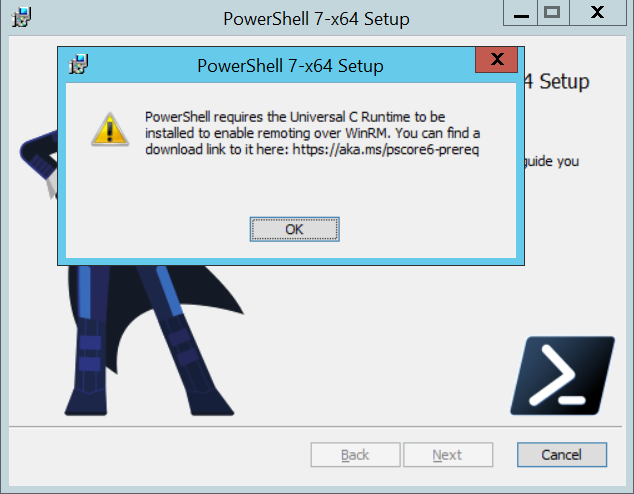 PowerShell 7-x64 Setup
PowerShell 7-x64 Setup
4 Setup
PowerShell requires the Universal C Runtime to be
installed to enable remoting over WinRM. You can find a
download link to it here: https://aka.ms/pscore6-prereq
guide you
OK
Back
Next
Cancel